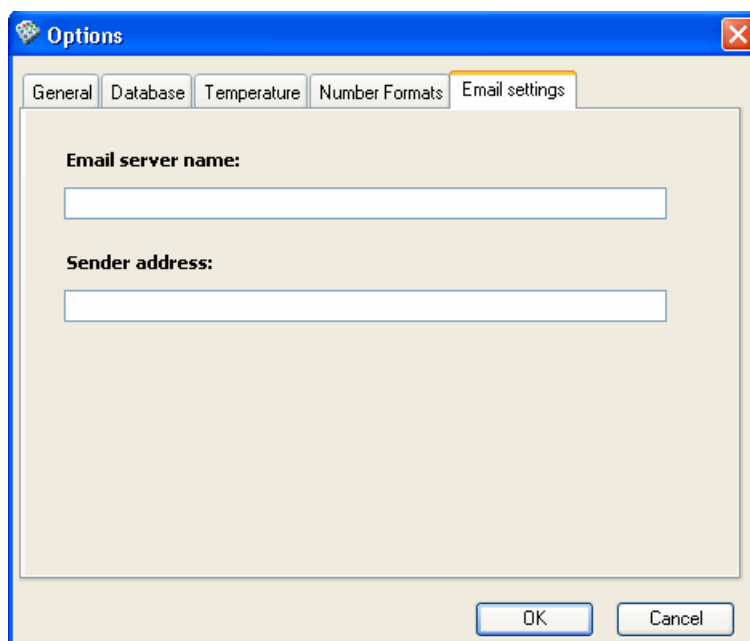 Options
General Database Temperature Number Formats Email settings
Email server name:
Sender address:
OK Cancel